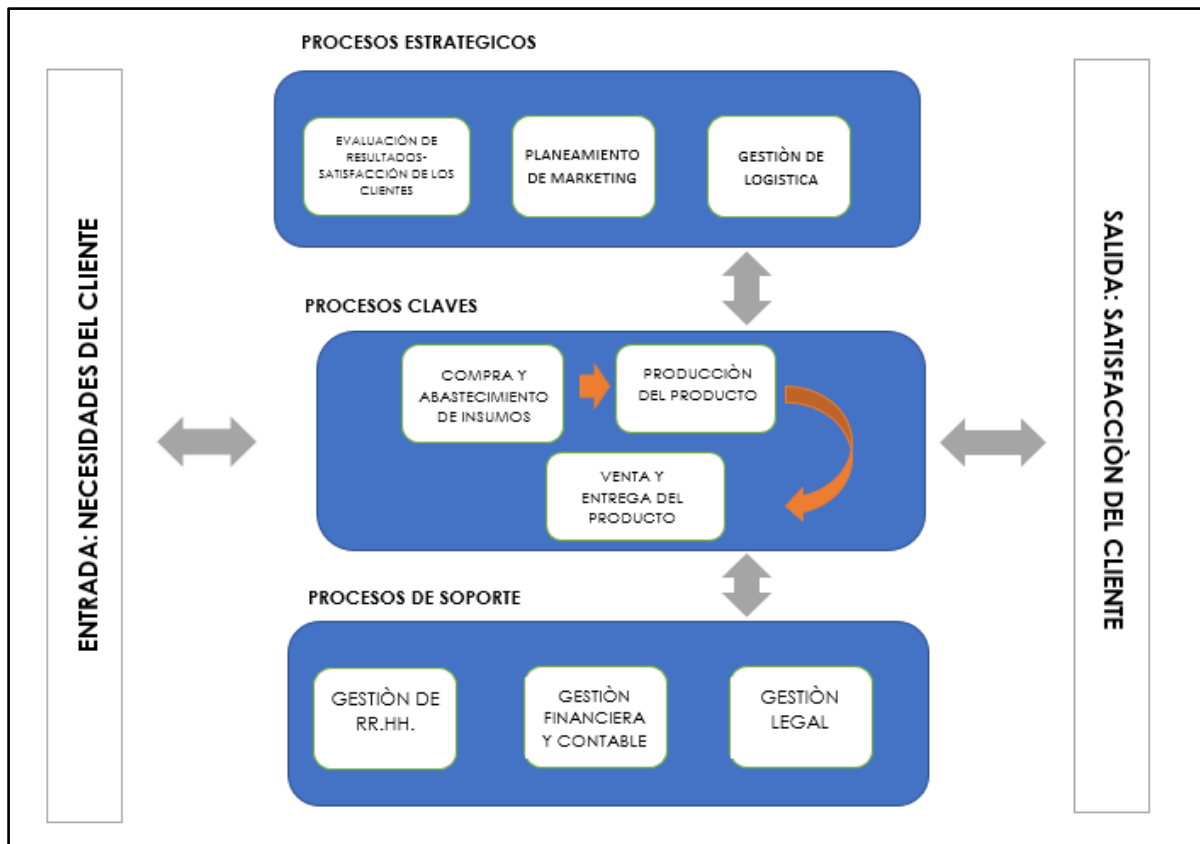 PROCESOS ESTRATEGICOS
EVALUACIÒN DE
RESULTADOS-
SATISFACCIÓN DE LOS
CLIENTES
PLANEAMIENTO
DE MARKETING
GESTIÒN DE
LOGISTICA
ENTRADA: NECESIDADES DEL CLIENTE
PROCESOS CLAVES
COMPRA Y
ABASTECIMIENTO
DE INSUMOS
PRODUCCIÒN
DEL PRODUCTO
VENTA Y
ENTREGA DEL
PRODUCTO
PROCESOS DE SOPORTE
GESTIÒN DE
RR.HH.
GESTIÒN
FINANCIERA
Y CONTABLE
GESTIÒN
LEGAL
SALIDA: SATISFACCIÒN DEL CLIENTE